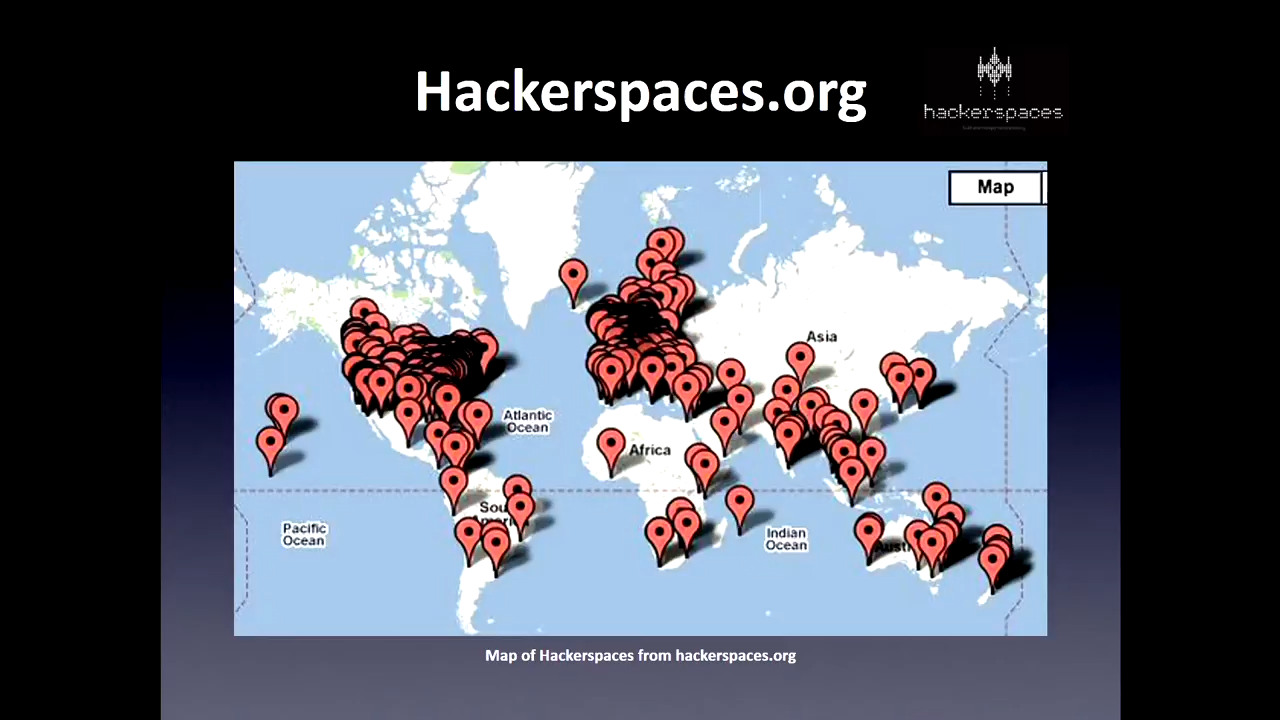 Hackerspaces.org
hackerspaces
Map
Asia
Atlantic
Ocean
Africa
Pacific
Ocean
Indian
Ocean
Map of Hackerspaces from hackerspaces.org